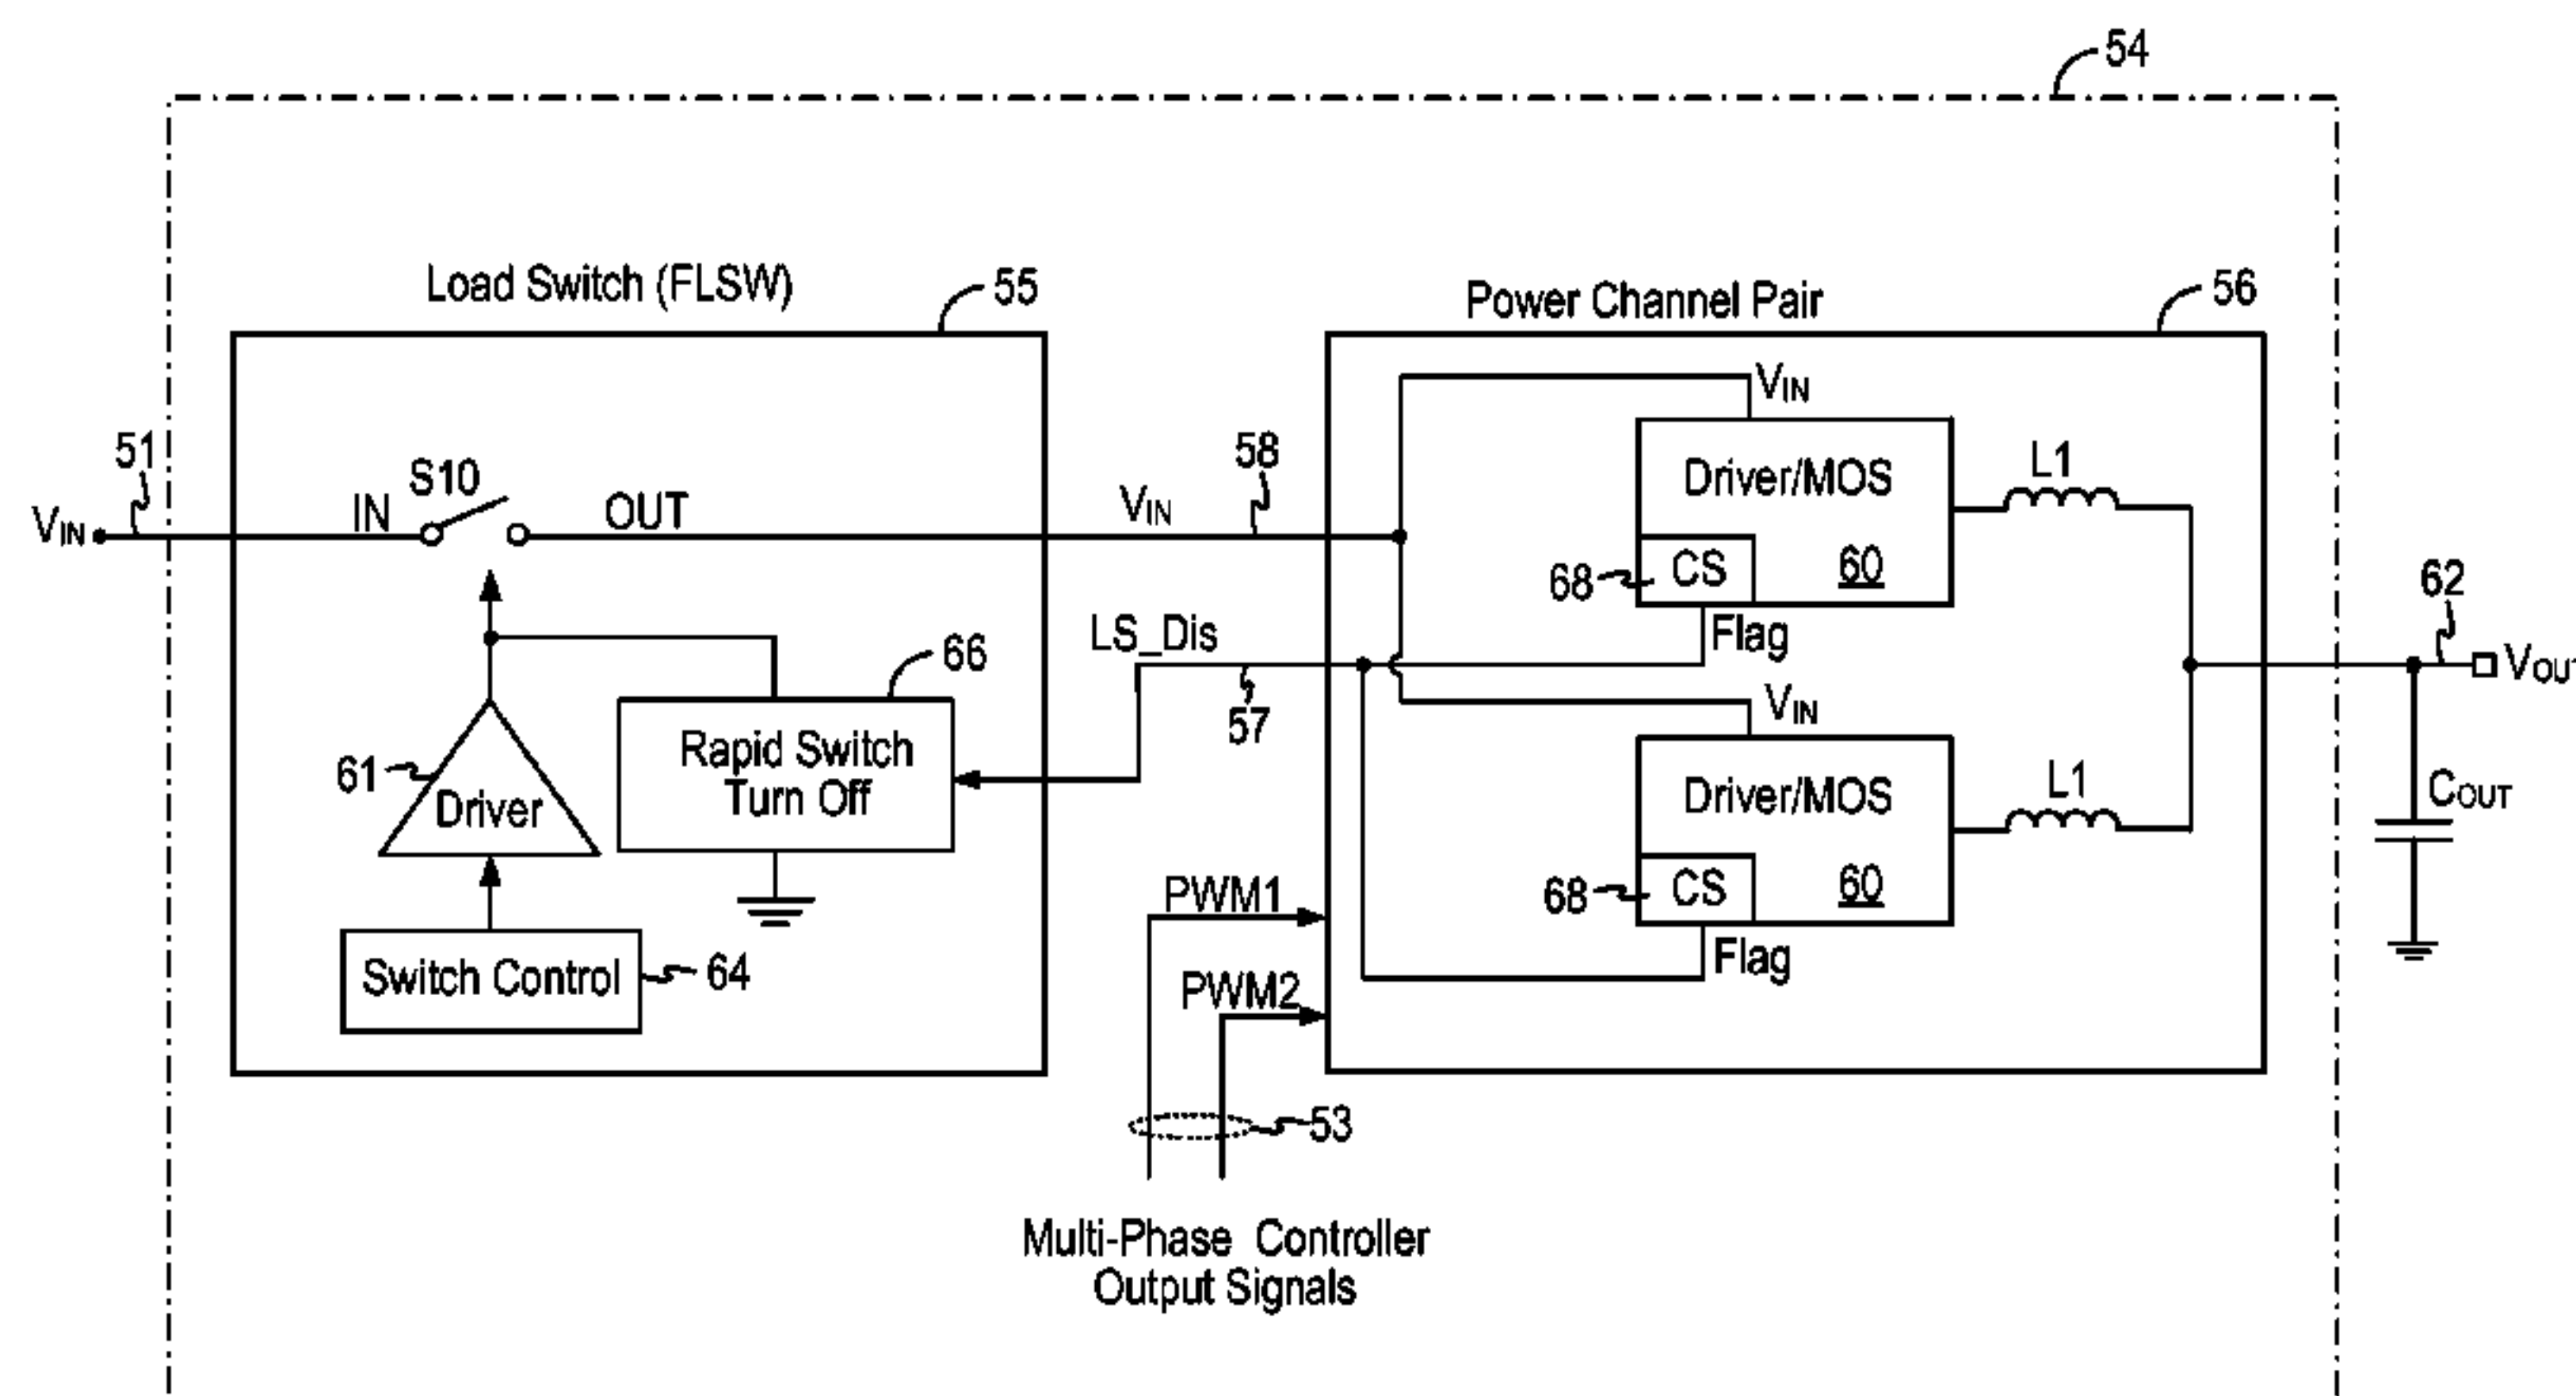 54
Load Switch (FLSW)
55
Power Channel Pair
56
51
VIN
IN
S10
OUT
VIN
58
VIN
Driver/MOS
CS
60
68
Flag
L1
62
VOUT
LS_Dis
57
66
Rapid Switch
Turn Off
61
Driver
VIN
Driver/MOS
CS
60
68
Flag
L1
COUT
Switch Control
64
PWM1
PWM2
53
Multi-Phase Controller
Output Signals